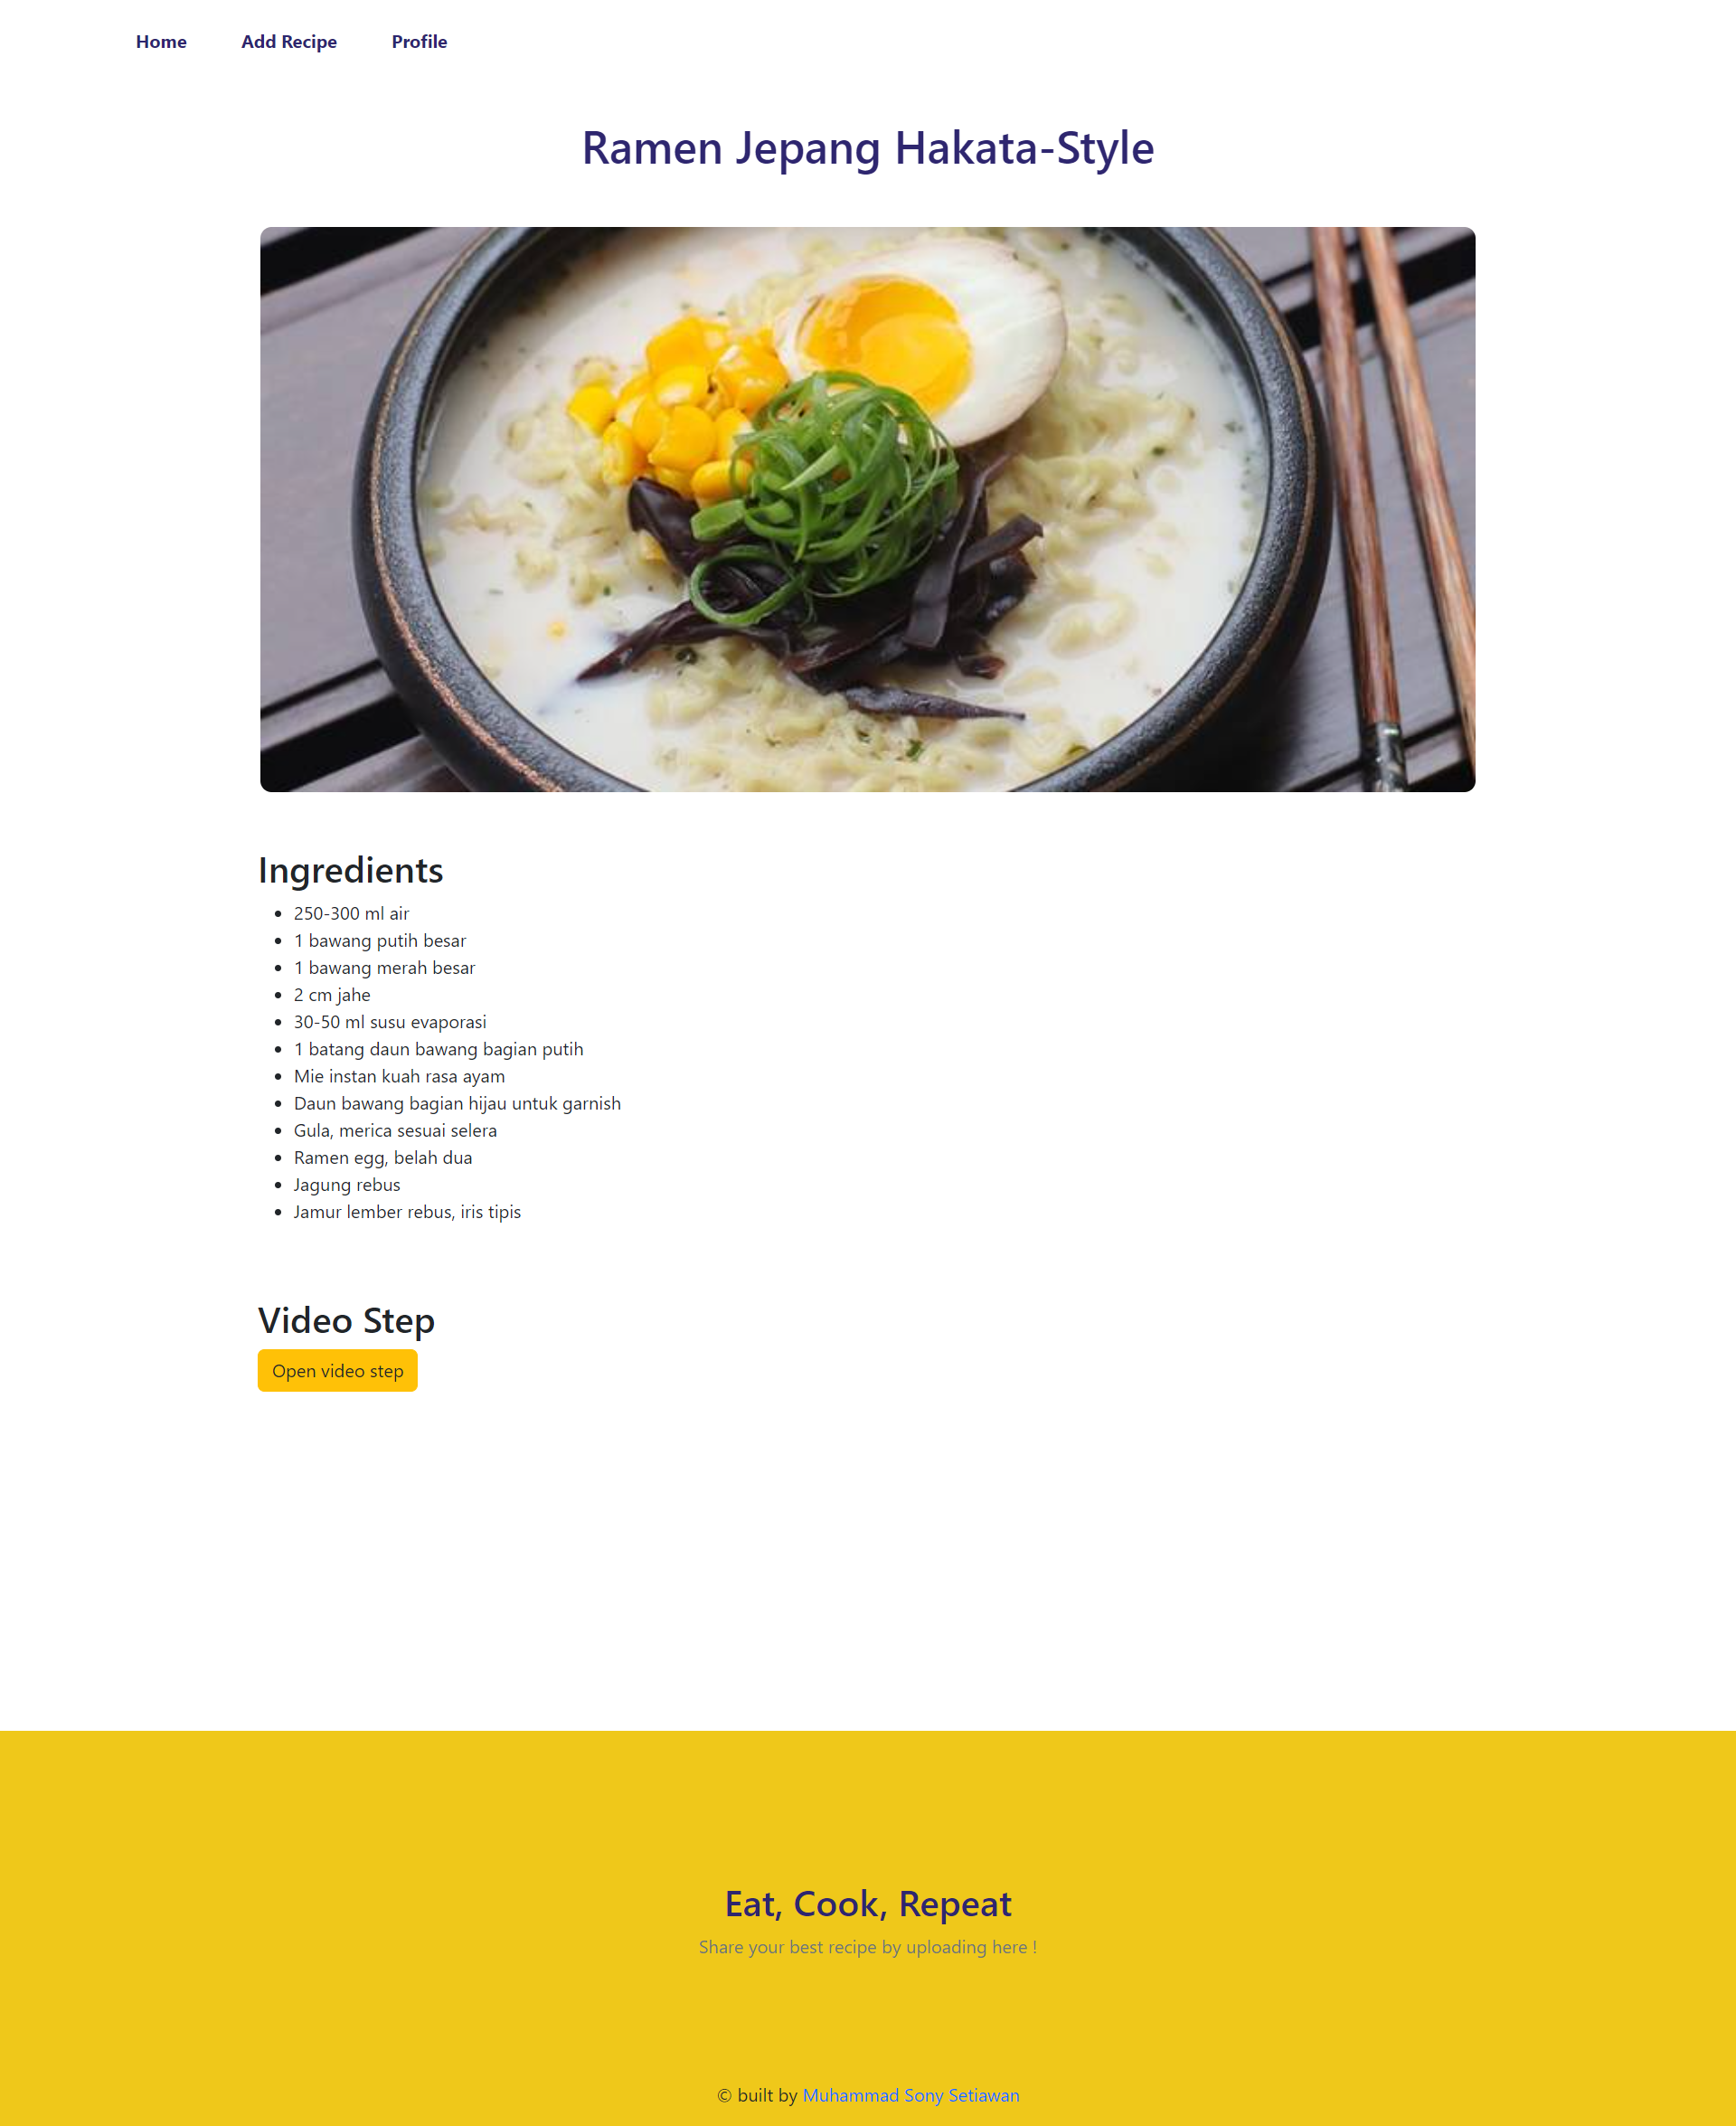 Home Add Recipe Profile
Ramen Jepang Hakata-Style
Ingredients
250-300 ml air
1 bawang putih besar
1 bawang merah besar
2 cm jahe
30-50 ml susu evaporasi
1 batang daun bawang bagian putih
Mie instan kuah rasa ayam
Daun bawang bagian hijau untuk garnish
Gula, merica sesuai selera
Ramen egg, belah dua
Jagung rebus
Jamur lember rebus, iris tipis
Video Step
Open video step
Eat, Cook, Repeat
Share your best recipe by uploading here !
© built by Muhammad Sony Setiawan